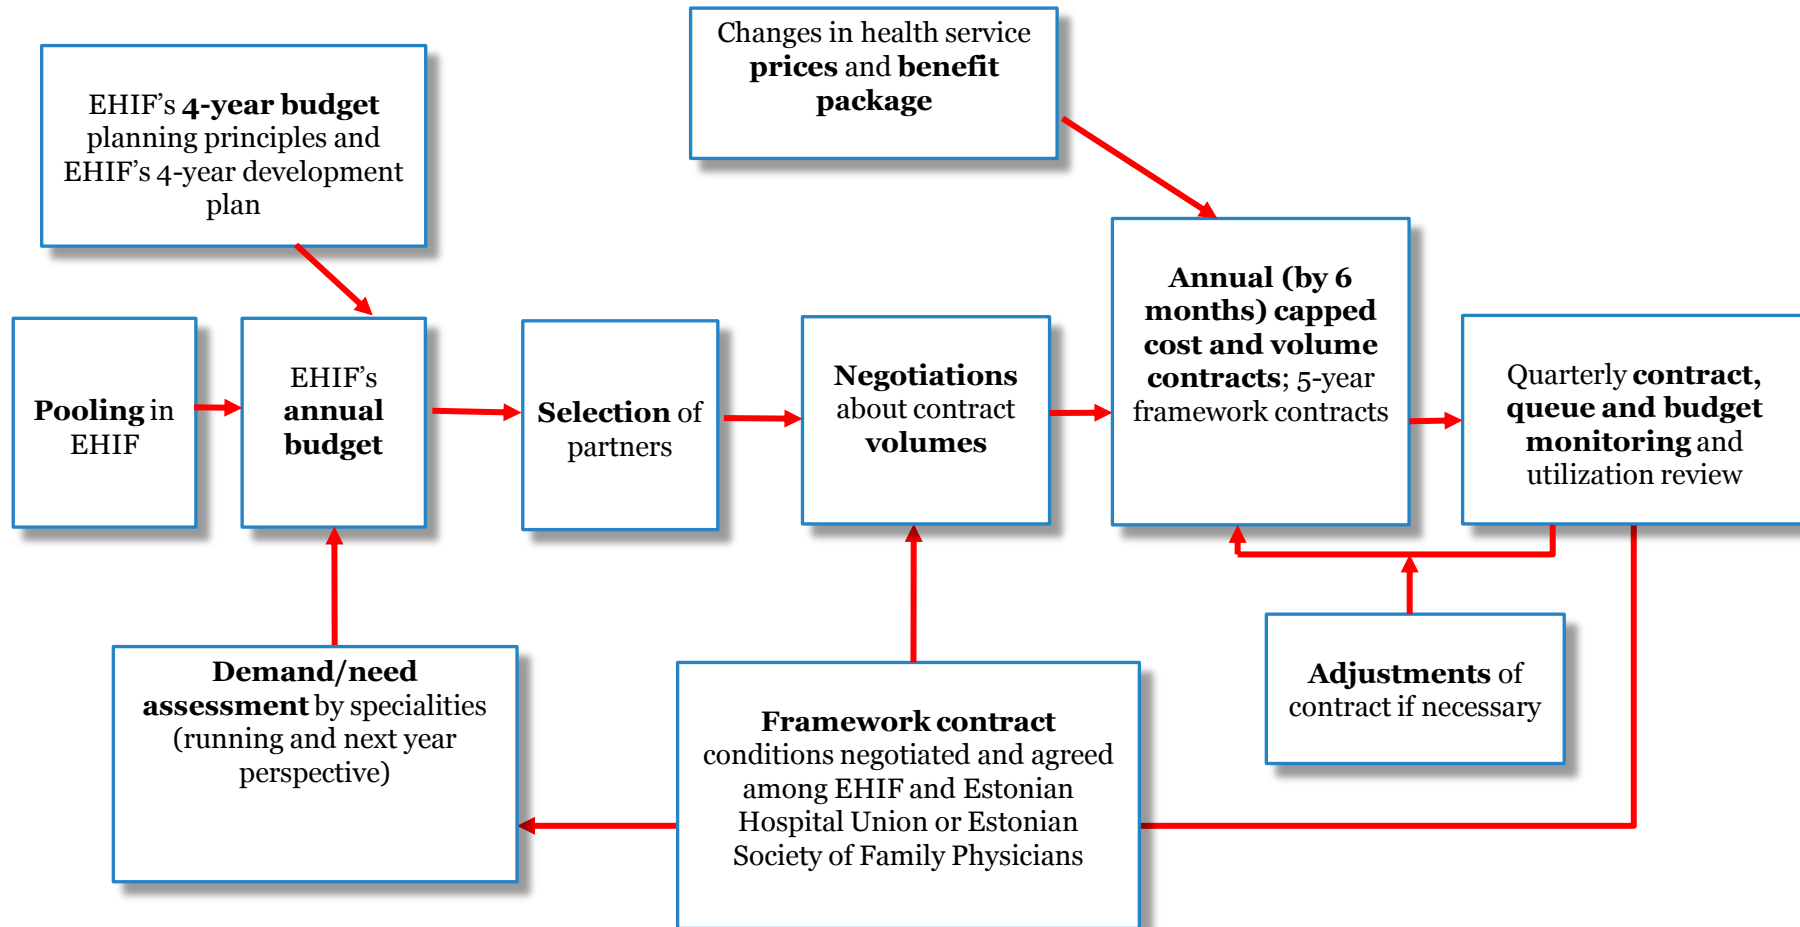 Changes in health service
prices and benefit
package
EHIF’s 4-year budget
planning principles and
EHIF’s 4-year development
plan
Pooling in
EHIF
EHIF’s
annual
budget
Selection of
partners
Negotiations
about contract
volumes
Annual (by 6
months) capped
cost and volume
contracts; 5-year
framework contracts
Quarterly contract,
queue and budget
monitoring and
utilization review
Demand/need
assessment by specialities
(running and next year
perspective)
Framework contract
conditions negotiated and agreed
among EHIF and Estonian
Hospital Union or Estonian
Society of Family Physicians
Adjustments of
contract if necessary